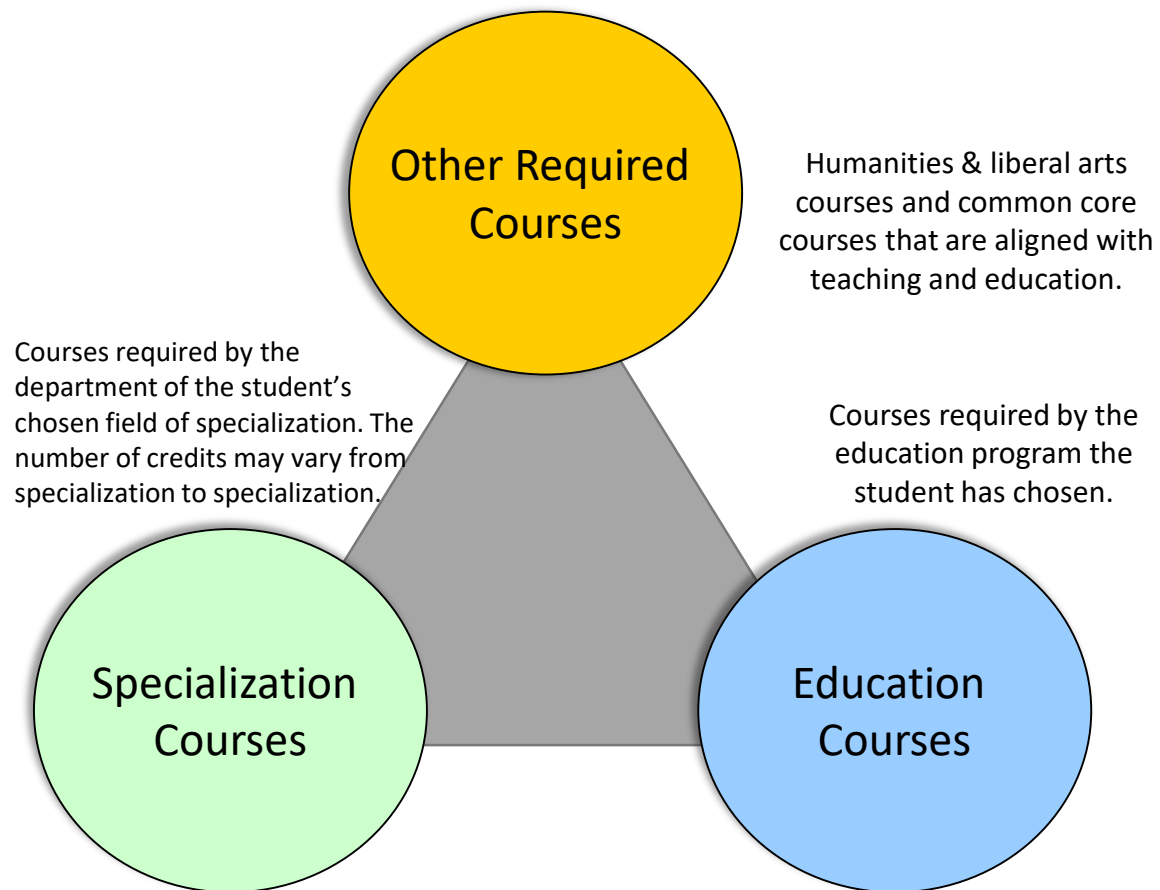 Other Required
Courses
Humanities & liberal arts
courses and common core
courses that are aligned with
teaching and education.
Courses required by the
department of the student’s
chosen field of specialization. The
number of credits may vary from
specialization to specialization.
Courses required by the
education program the
student has chosen.
Specialization
Courses
Education
Courses